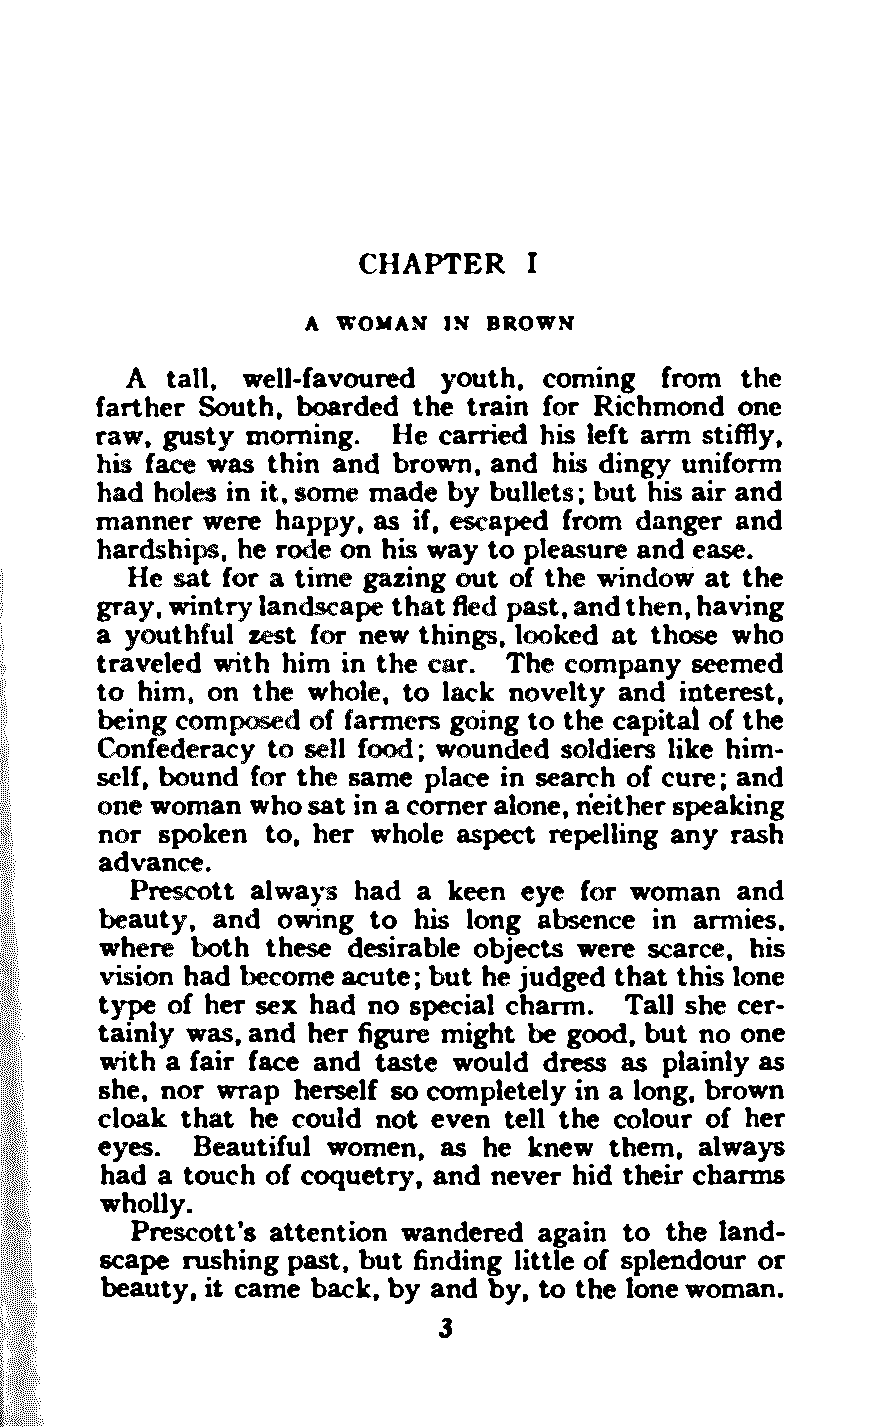 CHAPTER I
A WOMAN IN BROWN
A tall, well-favoured youth, coming from the
farther South, boarded the train for Richmond one
raw, gusty morning. He carried his left arm stiffly,
his face was thin and brown, and his dingy uniform
had holes in it, some made by bullets; but his air and
manner were happy, as if, escaped from danger and
hardships, he rode on his way to pleasure and ease.
He sat for a time gazing out of the window at the
gray, wintry landscape that fled past, and then, having
a youthful zest for new things, looked at those who
traveled with him in the car. The company seemed
to him, on the whole, to lack novelty and interest,
being composed of farmers going to the capital of the
Confederacy to sell food; wounded soldiers like him-
self, bound for the same place in search of cure; and
one woman who sat in a corner alone, neither speaking
nor spoken to, her whole aspect repelling any rash
advance.
Prescott always had a keen eye for woman and
beauty, and owing to his long absence in armies,
where both these desirable objects were scarce, his
vision had become acute; but he judged that this lone
type of her sex had no special charm. Tall she cer-
tainly was, and her figure might be good, but no one
with a fair face and taste would dress as plainly as
she, nor wrap herself so completely in a long, brown
cloak that he could not even tell the colour of her
eyes. Beautiful women, as he knew them, always
had a touch of coquetry, and never hid their charms
wholly.
Prescott's attention wandered again to the land-
scape rushing past, but finding little of splendour or
beauty, it came back, by and by, to the lone woman.
3